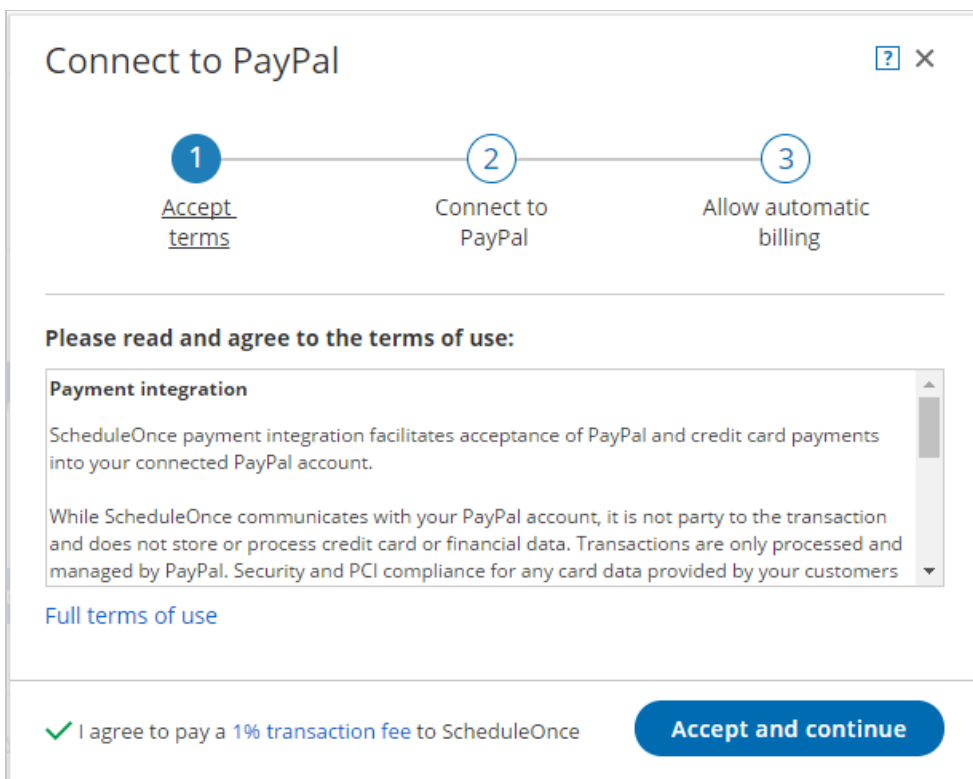 Connect to PayPal
?
1
2
3
Accept
terms
Connect to
PayPal
Allow automatic
billing
Please read and agree to the terms of use:
Payment integration
ScheduleOnce payment integration facilitates acceptance of PayPal and credit card payments
into your connected PayPal account.
While ScheduleOnce communicates with your PayPal account, it is not party to the transaction
and does not store or process credit card or financial data. Transactions are only processed and
managed by PayPal. Security and PCI compliance for any card data provided by your customers
Full terms of use
I agree to pay a 1% transaction fee to ScheduleOnce
Accept and continue